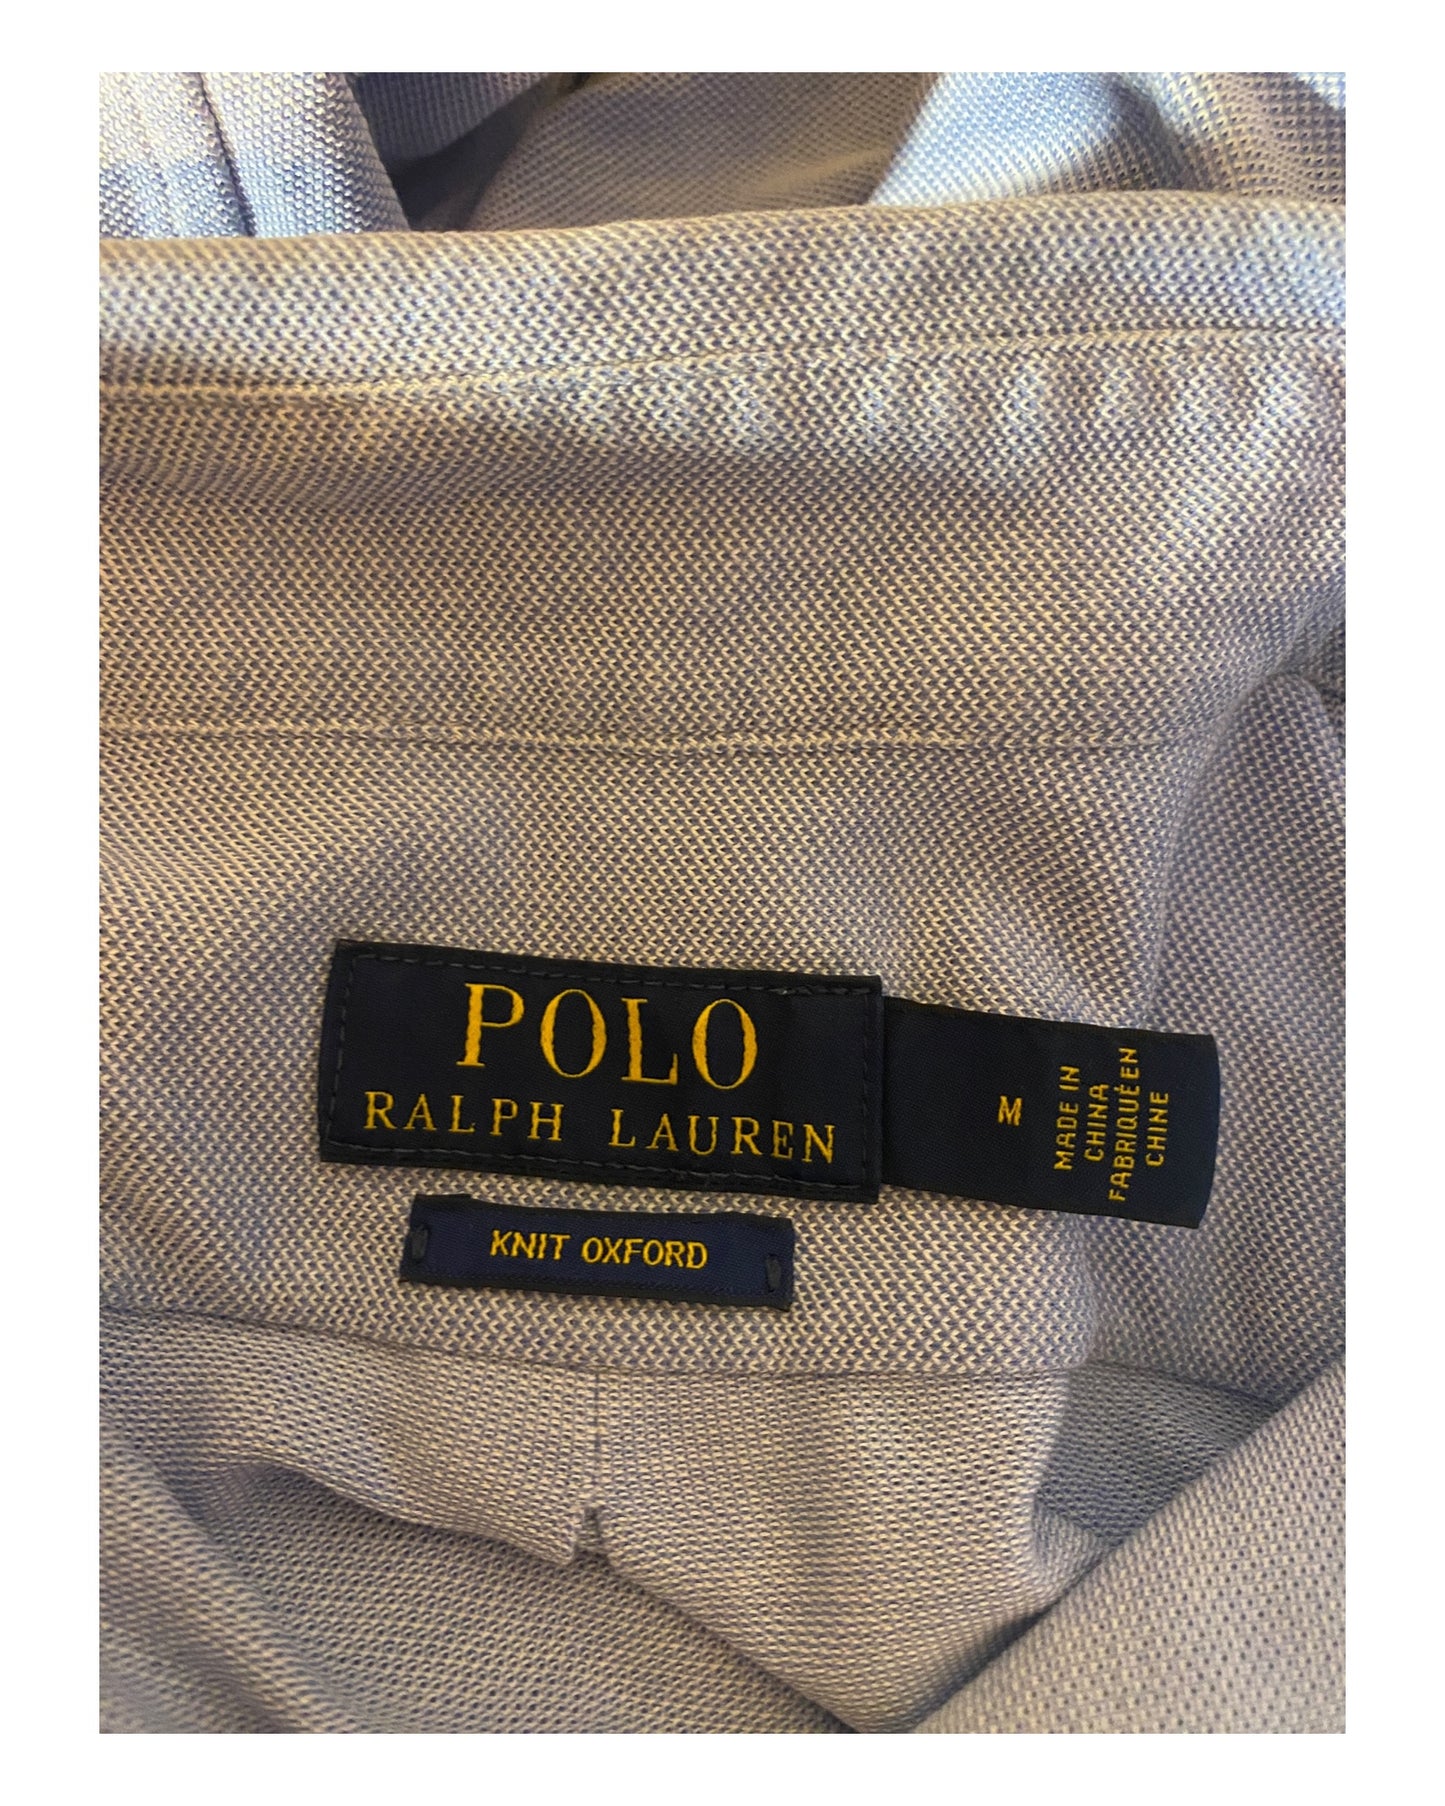 POLO
RALPH LAUREN
KNIT OXFORD
M
MADE IN
CHINA
FABRIQUÉ EN
CHINE